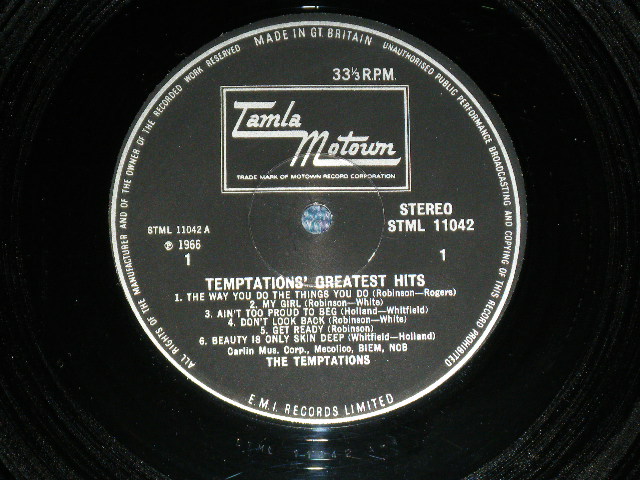 MADE IN GT. BRITAIN
UNAUTHORISED PUBLIC PERFORMANCE BROADCASTING AND COPYING OF THIS RECORD PROHIBITED
ALL RIGHTS OF THE MANUFACTURER AND OF THE OWNER OF THE RECORDED WORK RESERVED
33⅓ R.P.M.
Tamla
Motown
TRADE MARK OF MOTOWN RECORD CORPORATION
STEREO
STML 11042 A
STML 11042
℗ 1966
1
1
TEMPTATIONS' GREATEST HITS
1. THE WAY YOU DO THE THINGS YOU DO (Robinson—Rogers)
2. MY GIRL (Robinson—White)
3. AIN'T TOO PROUD TO BEG (Holland—Whitfield)
4. DON'T LOOK BACK (Robinson—White)
5. GET READY (Robinson)
6. BEAUTY IS ONLY SKIN DEEP (Whitfield—Holland)
Carlin Mus. Corp., Mecolico, BIEM, NCB
THE TEMPTATIONS
E.M.I. RECORDS LIMITED